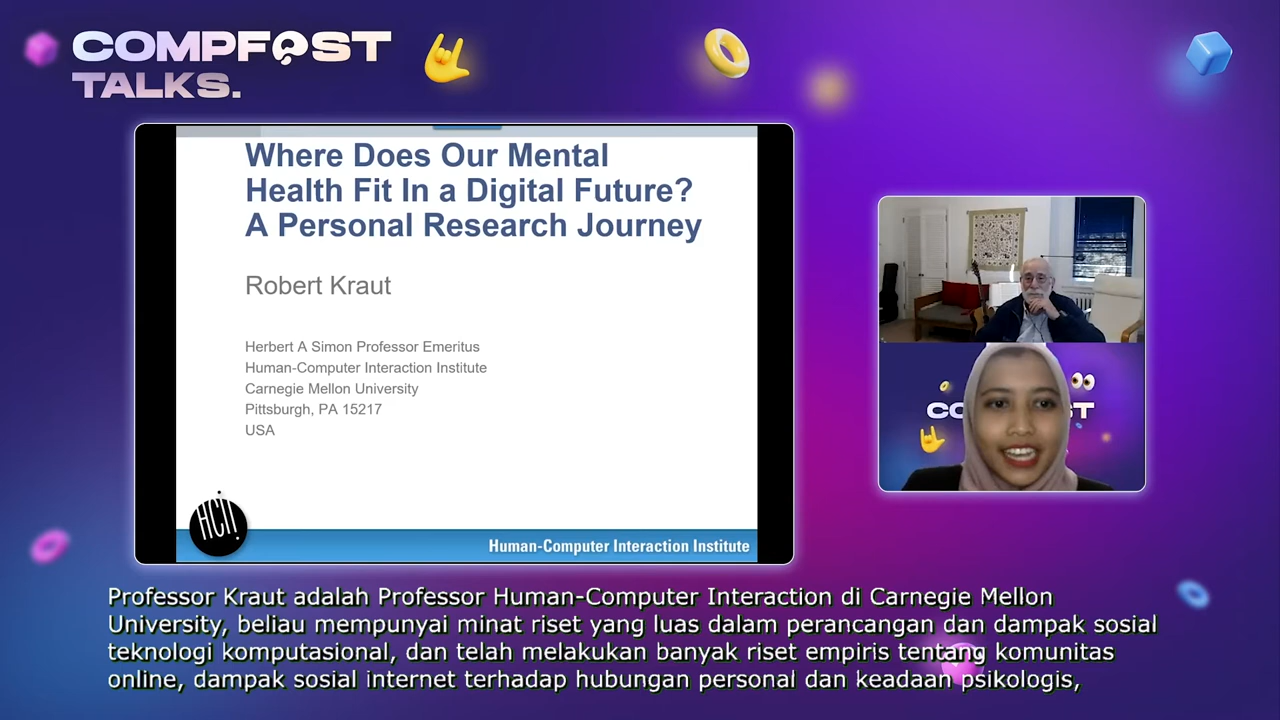 COMPFEST
TALKS.
Where Does Our Mental
Health Fit In a Digital Future?
A Personal Research Journey
Robert Kraut
Herbert A Simon Professor Emeritus
Human-Computer Interaction Institute
Carnegie Mellon University
Pittsburgh, PA 15217
USA
HCII
Human-Computer Interaction Institute
Professor Kraut adalah Professor Human-Computer Interaction di Carnegie Mellon
University, beliau mempunyai minat riset yang luas dalam perancangan dan dampak sosial
teknologi komputasional, dan telah melakukan banyak riset empiris tentang komunitas
online, dampak sosial internet terhadap hubungan personal dan keadaan psikologis,